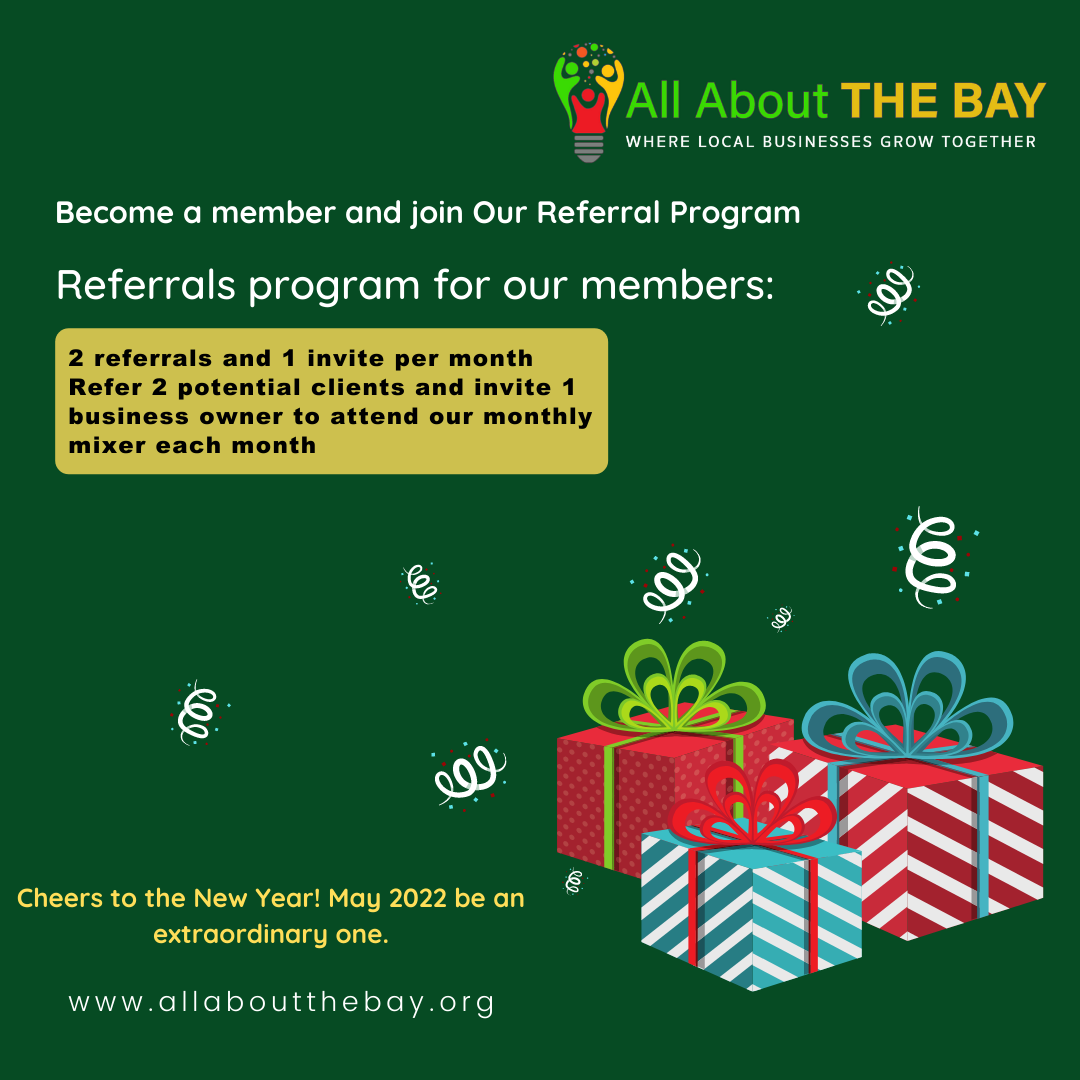 All About THE BAY
WHERE LOCAL BUSINESSES GROW TOGETHER
Become a member and join Our Referral Program
Referrals program for our members:
2 referrals and 1 invite per month
Refer 2 potential clients and invite 1
business owner to attend our monthly
mixer each month
Cheers to the New Year! May 2022 be an
extraordinary one.
www.allaboutthebay.org